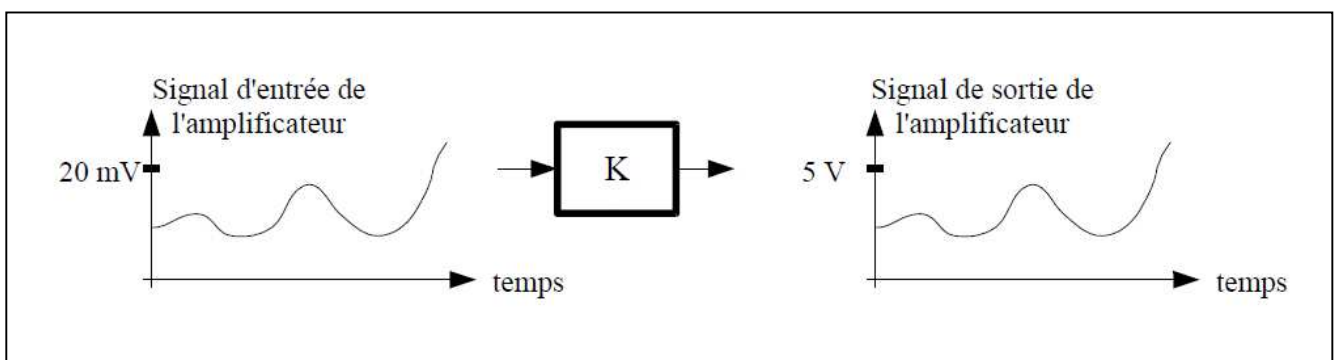 Signal d'entrée de
l'amplificateur
20 mV
temps
K
Signal de sortie de
l'amplificateur
5 V
temps